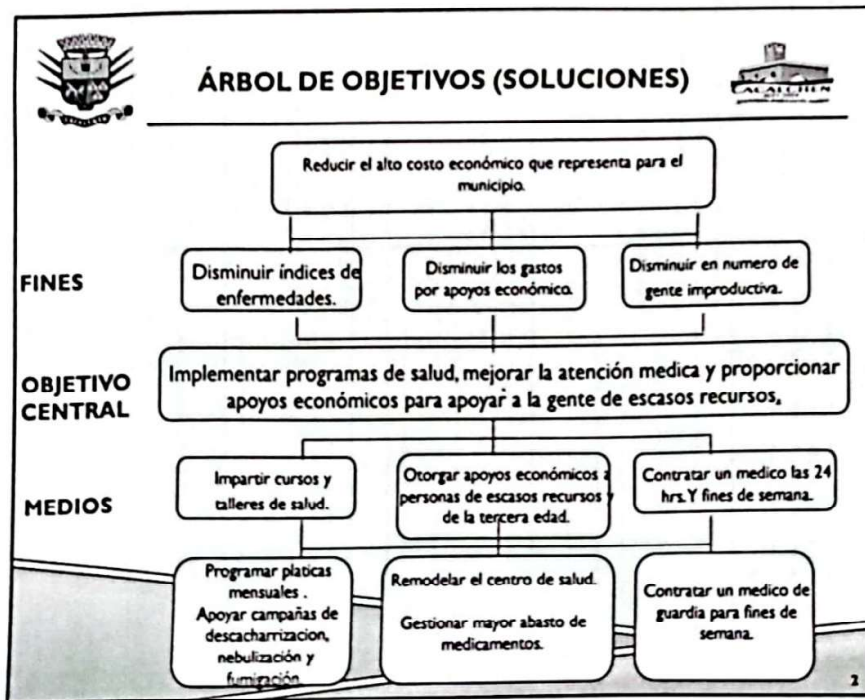 ÁRBOL DE OBJETIVOS (SOLUCIONES)
CACALCHEN
Reducir el alto costo económico que representa para el
municipio.
FINES
Disminuir índices de
enfermedades.
Disminuir los gastos
por apoyos económico.
Disminuir en numero de
gente improductiva.
OBJETIVO
CENTRAL
Implementar programas de salud, mejorar la atención medica y proporcionar
apoyos económicos para apoyar a la gente de escasos recursos.
MEDIOS
Impartir cursos y
talleres de salud.
Otorgar apoyos económicos a
personas de escasos recursos y
de la tercera edad.
Contratar un medico las 24
hrs. Y fines de semana.
Programar platicas
mensuales .
Apoyar campañas de
descacharrizacion,
nebulización y
fumigración.
Remodelar el centro de salud.
Gestionar mayor abasto de
medicamentos.
Contratar un medico de
guardia para fines de
semana.
2